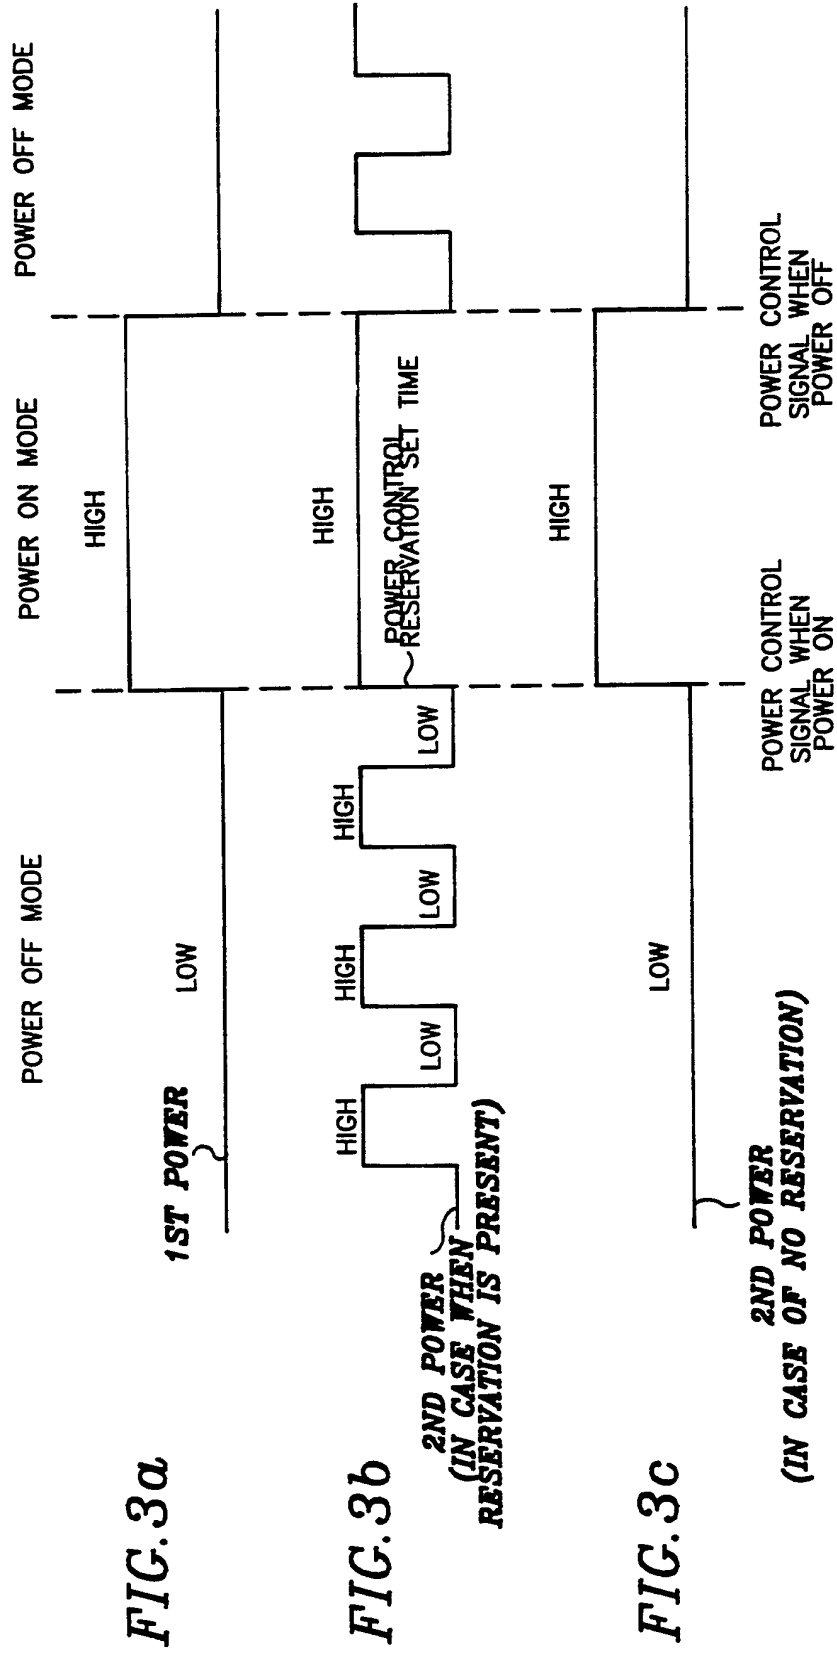 POWER OFF MODE
POWER ON MODE
POWER OFF MODE
FIG.3a
1ST POWER
LOW
HIGH
FIG.3b
2ND POWER
(IN CASE WHEN
RESERVATION IS PRESENT)
HIGH
LOW
HIGH
LOW
HIGH
LOW
HIGH
POWER CONTROL
RESERVATION SET TIME
FIG.3c
2ND POWER
(IN CASE OF NO RESERVATION)
LOW
HIGH
POWER CONTROL
SIGNAL WHEN
POWER ON
POWER CONTROL
SIGNAL WHEN
POWER OFF